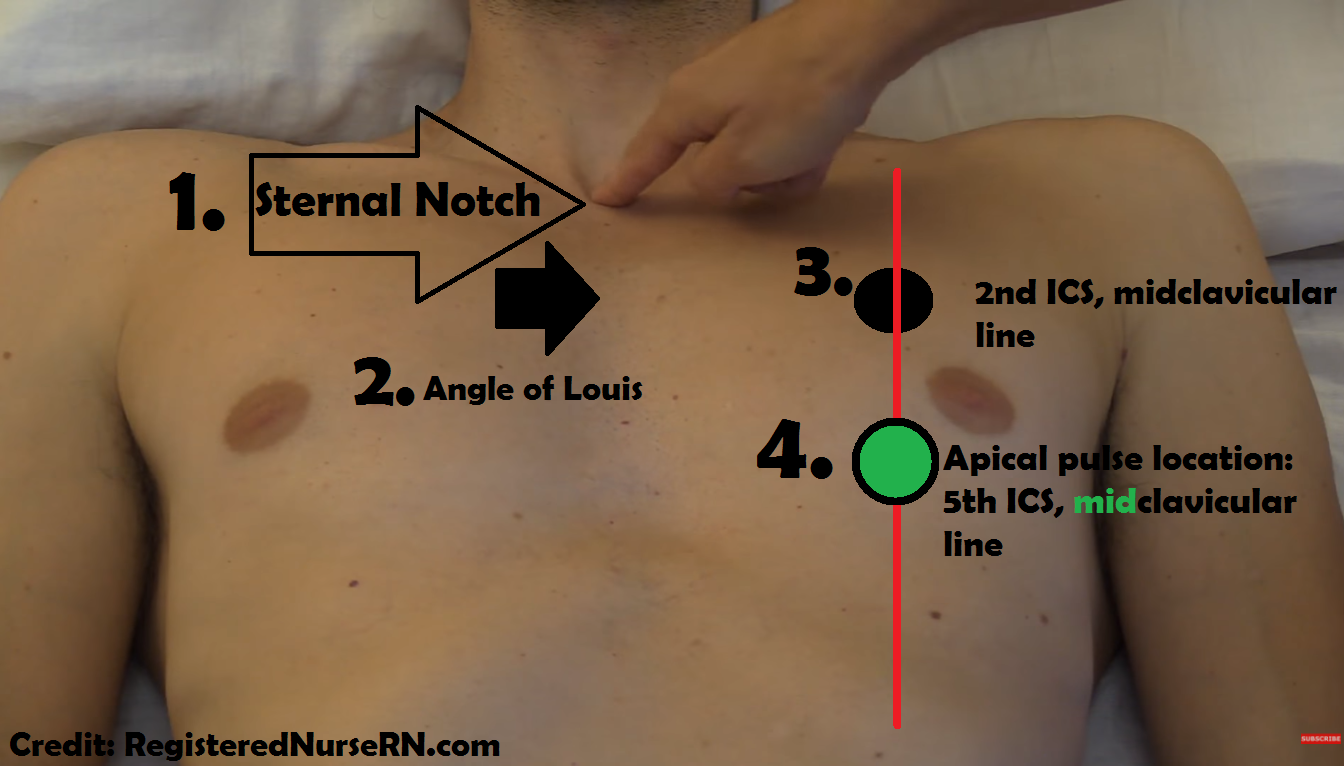 1. Sternal Notch
2. Angle of Louis
3. 2nd ICS, midclavicular
line
4. Apical pulse location:
5th ICS, midclavicular
line
Credit: RegisteredNurseRN.com
SUBSCRIBE